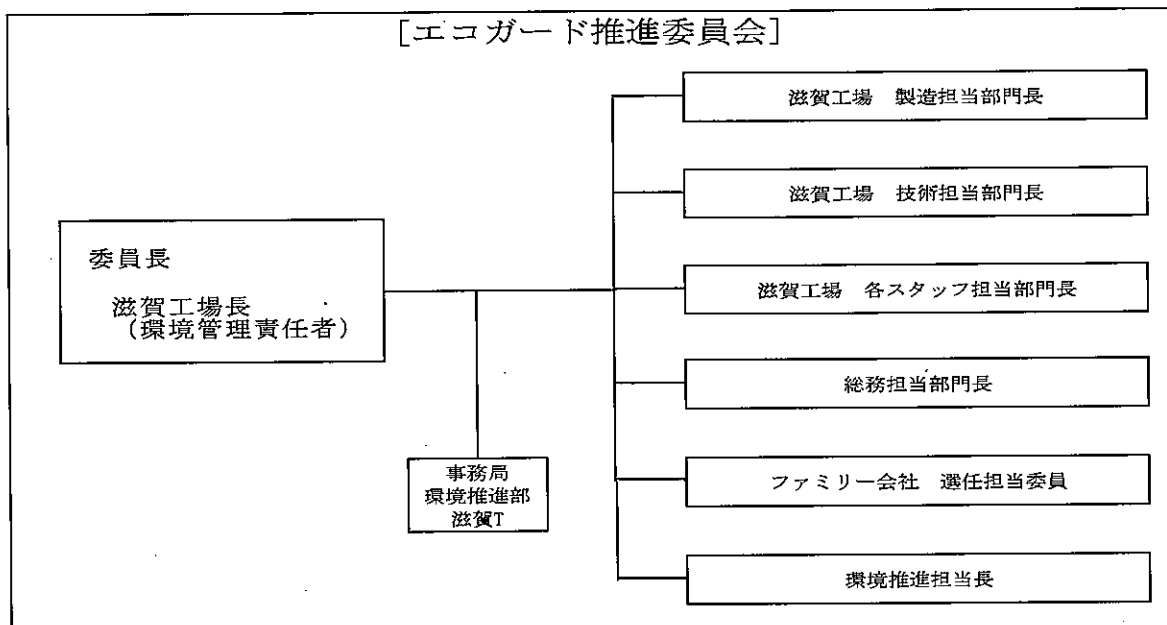 [エコガード推進委員会]
滋賀工場　製造担当部門長
滋賀工場　技術担当部門長
委員長
滋賀工場長
（環境管理責任者）
滋賀工場　各スタッフ担当部門長
総務担当部門長
事務局
環境推進部
滋賀T
ファミリー会社　選任担当委員
環境推進担当長